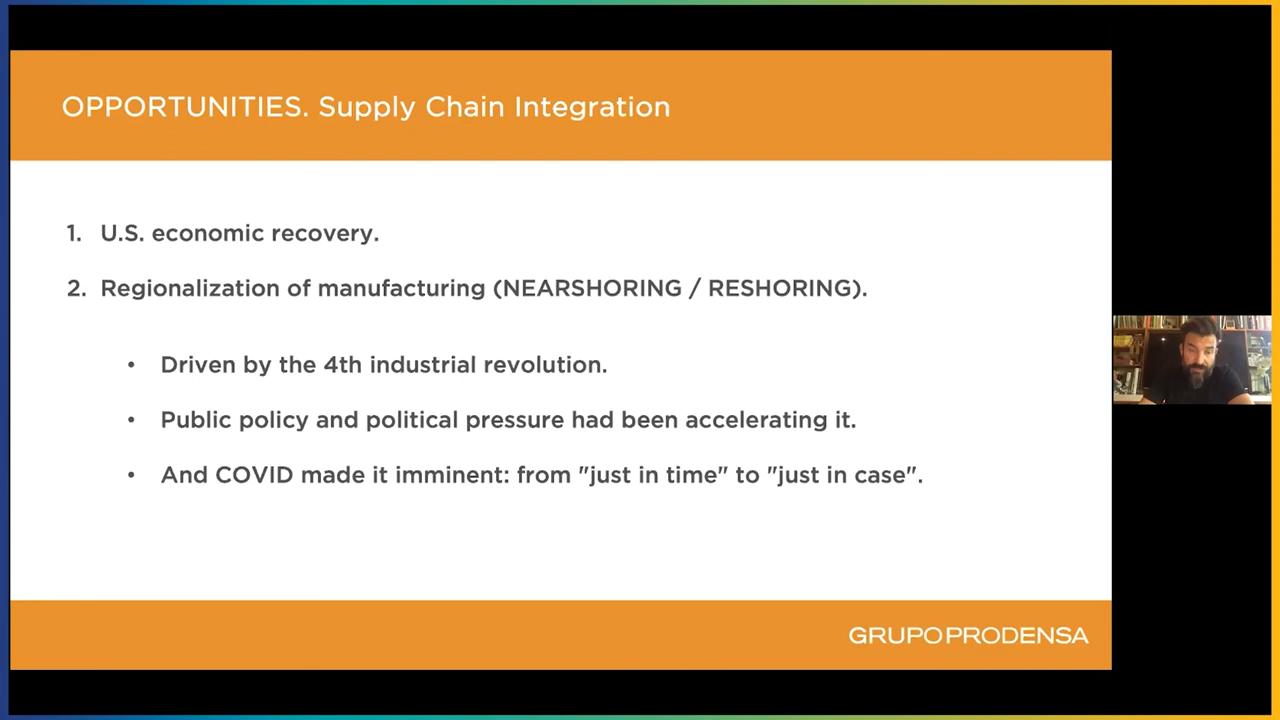 OPPORTUNITIES. Supply Chain Integration
1. U.S. economic recovery.
2. Regionalization of manufacturing (NEARSHORING / RESHORING).
• Driven by the 4th industrial revolution.
• Public policy and political pressure had been accelerating it.
• And COVID made it imminent: from "just in time" to "just in case".
GRUPOPRODENSA